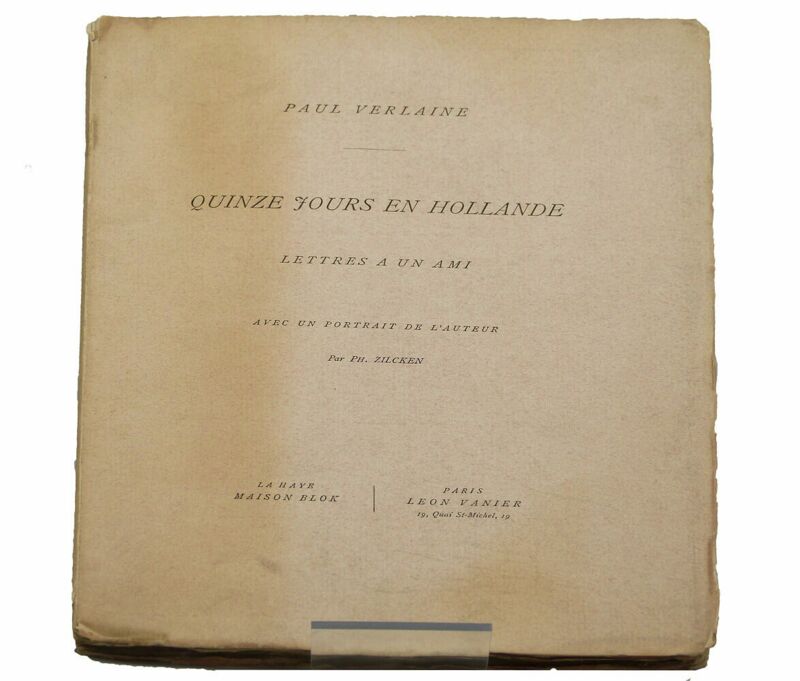 PAUL VERLAINE
QUINZE JOURS EN HOLLANDE
LETTRES A UN AMI
AVEC UN PORTRAIT DE L'AUTEUR
Par PH. ZILCKEN
LA HAYE
MAISON BLOK
PARIS
LEON VANIER
19, Quai St-Michel, 19